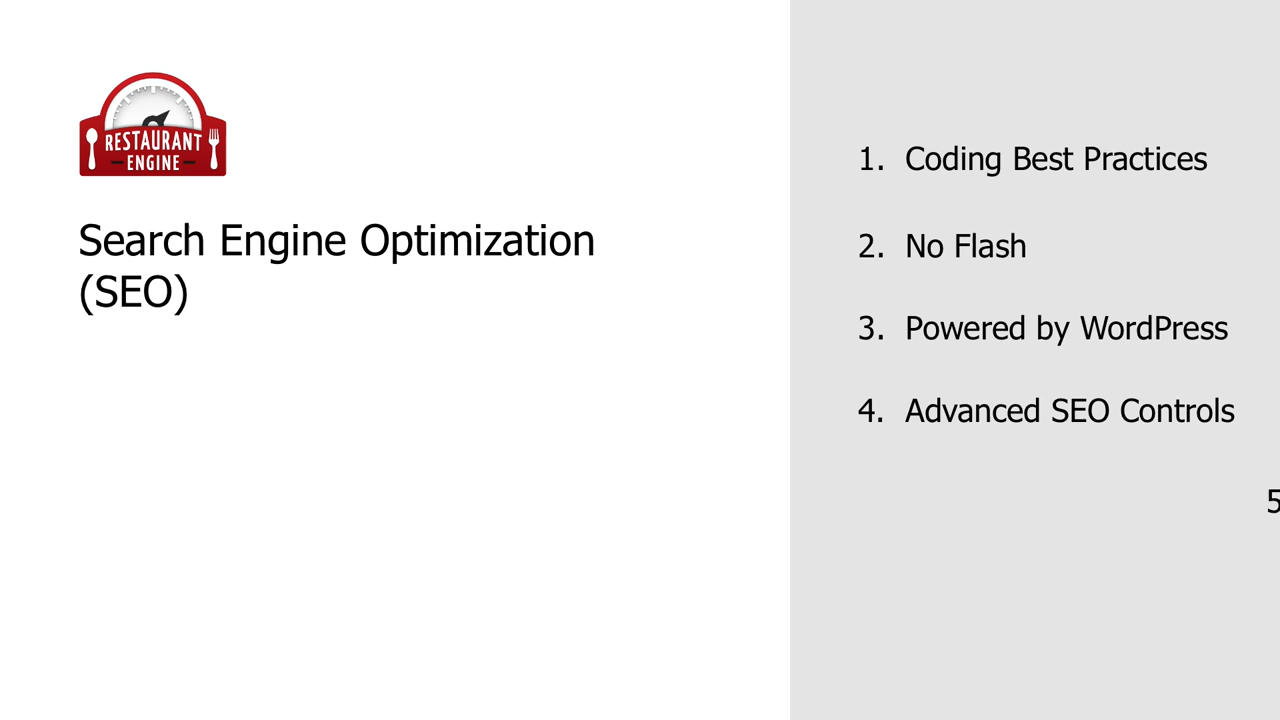 RESTAURANT
ENGINE
Search Engine Optimization
(SEO)
1. Coding Best Practices
2. No Flash
3. Powered by WordPress
4. Advanced SEO Controls
5